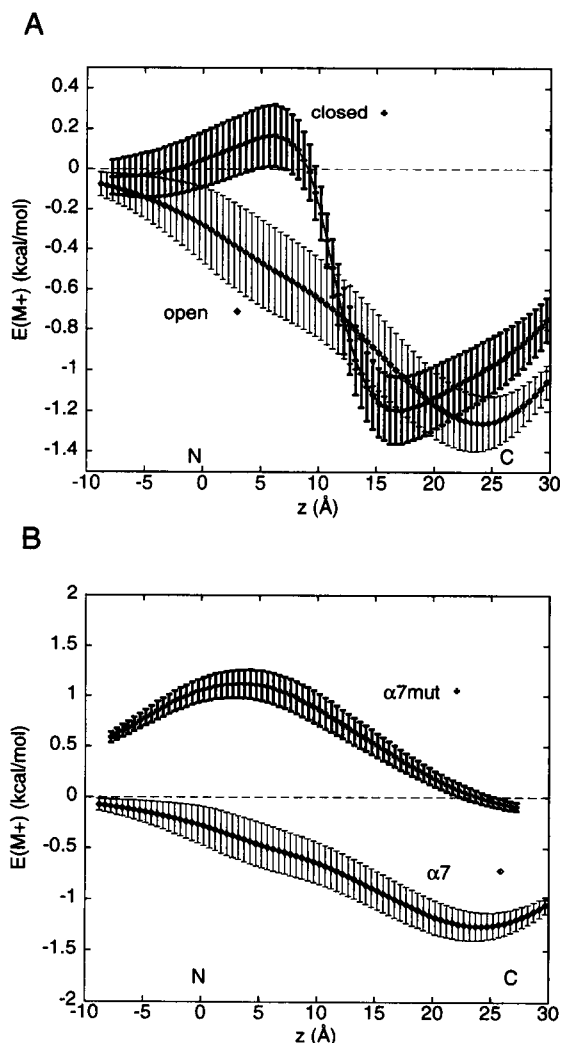 A
E(M+) (kcal/mol)
0.4
0.2
0
-0.2
-0.4
-0.6
-0.8
-1
-1.2
-1.4
closed
open
N
C
-10 -5 0 5 10 15 20 25 30
z (Å)
B
E(M+) (kcal/mol)
2
1.5
1
0.5
0
-0.5
-1
-1.5
-2
α7mut
α7
N
C
-10 -5 0 5 10 15 20 25 30
z (Å)